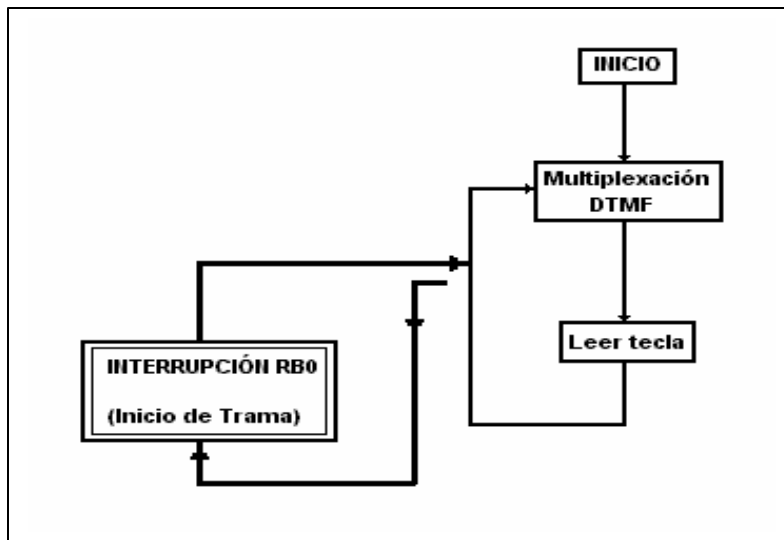 INICIO
Multiplexación
DTMF
Leer tecla
INTERRUPCIÓN RB0
(Inicio de Trama)